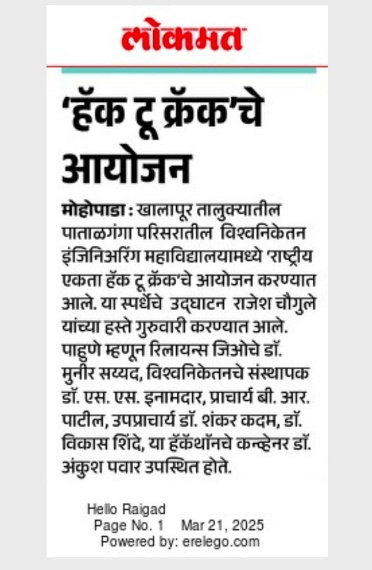 लोकमत
‘हॅक टू क्रॅक’चे
आयोजन
मोहोपाडा : खालापूर तालुक्यातील
पाताळगंगा परिसरातील विश्वनिकेतन
इंजिनिअरिंग महाविद्यालयामध्ये 'राष्ट्रीय
एकता हॅक टू क्रॅक'चे आयोजन करण्यात
आले. या स्पर्धेचे उद्घाटन राजेश चौगुले
यांच्या हस्ते गुरुवारी करण्यात आले.
पाहुणे म्हणून रिलायन्स जिओचे डॉ.
मुनीर सय्यद, विश्वनिकेतनचे संस्थापक
डॉ. एस. एस. इनामदार, प्राचार्य बी. आर.
पाटील, उपप्राचार्य डॉ. शंकर कदम, डॉ.
विकास शिंदे, या हॅकॅथॉनचे कन्व्हेनर डॉ.
अंकुश पवार उपस्थित होते.
Hello Raigad
Page No. 1 Mar 21, 2025
Powered by: erelego.com